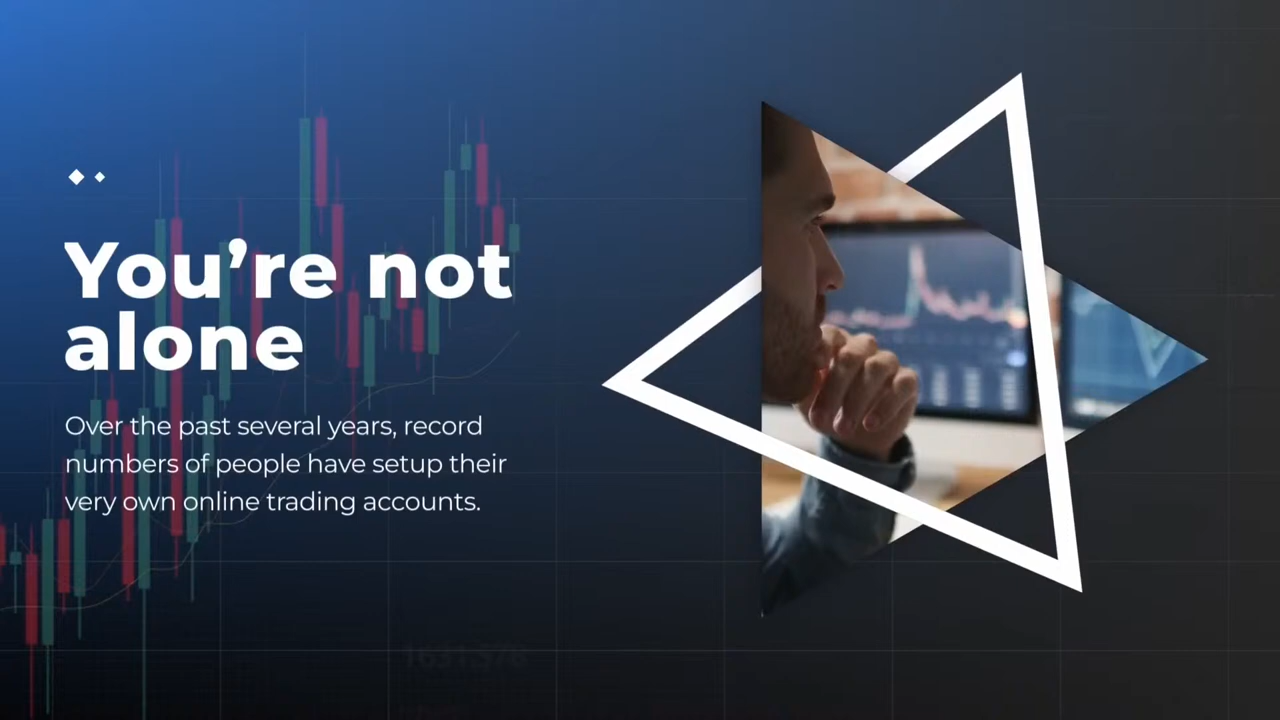 You’re not
alone
Over the past several years, record
numbers of people have setup their
very own online trading accounts.